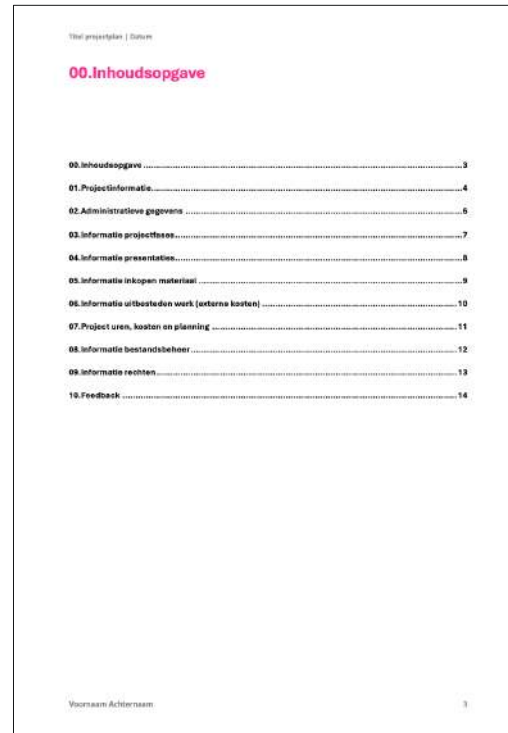 Titel projectplan | Datum
00.Inhoudsopgave
00.Inhoudsopgave ... 3
01.Projectinformatie ... 4
02.Administratieve gegevens ... 5
03.Informatie projectfases ... 7
04.Informatie presentaties ... 8
05.Informatie inkopen materiaal ... 9
06.Informatie uitbesteden werk (externe kosten) ... 10
07.Project uren, kosten en planning ... 11
08.Informatie bestandsbeheer ... 12
09.Informatie rechten ... 13
10.Feedback ... 14
Voornaam Achternaam 3